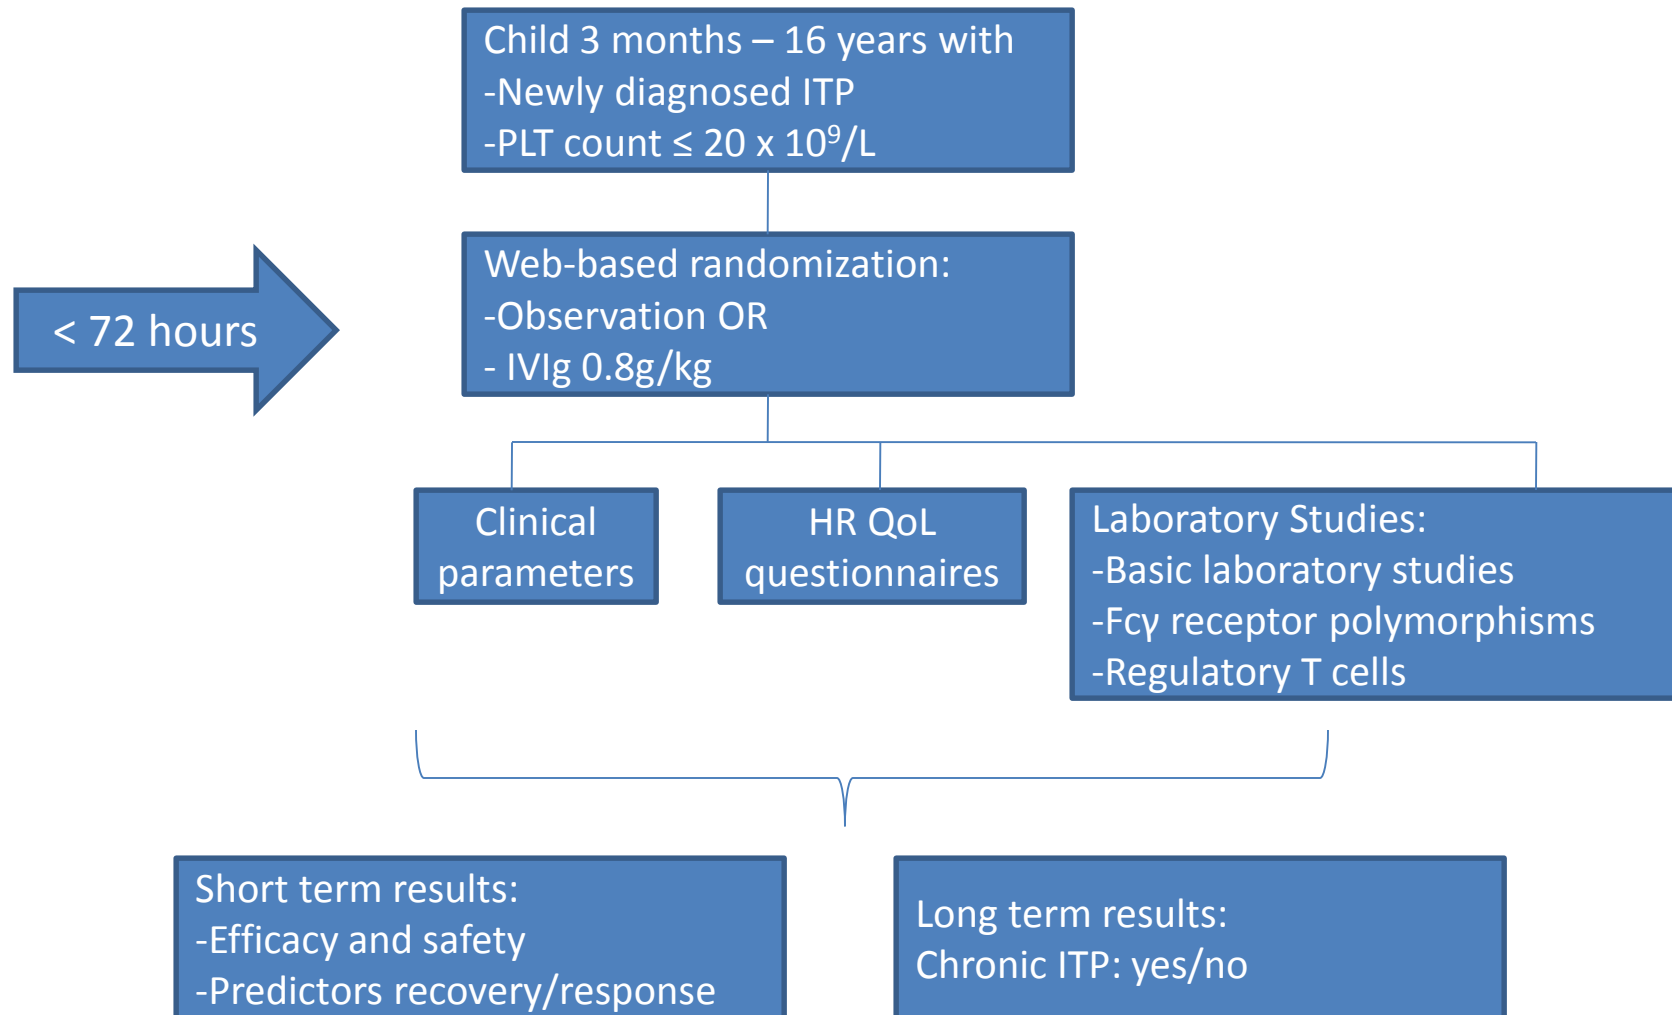 Child 3 months – 16 years with
-Newly diagnosed ITP
-PLT count ≤ 20 x 10⁹/L
< 72 hours
Web-based randomization:
-Observation OR
- IVIg 0.8g/kg
Clinical
parameters
HR QoL
questionnaires
Laboratory Studies:
-Basic laboratory studies
-Fcγ receptor polymorphisms
-Regulatory T cells
Short term results:
-Efficacy and safety
-Predictors recovery/response
Long term results:
Chronic ITP: yes/no